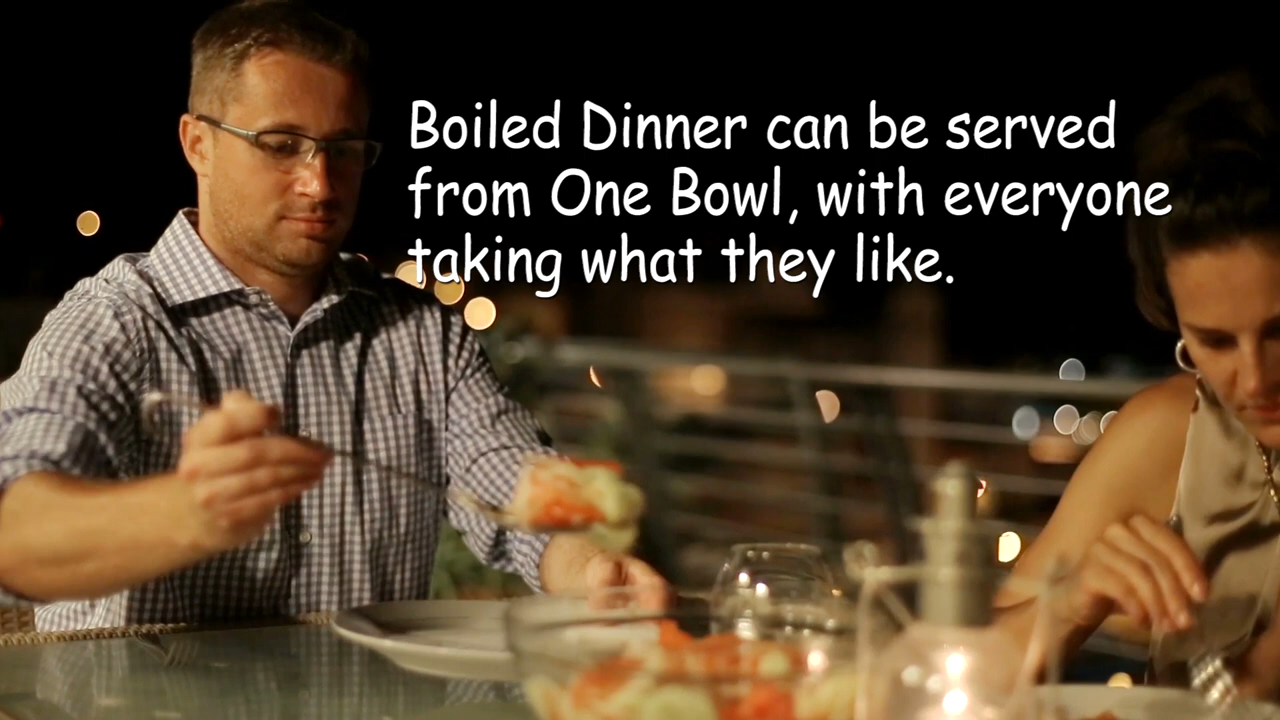 Boiled Dinner can be served
from One Bowl, with everyone
taking what they like.